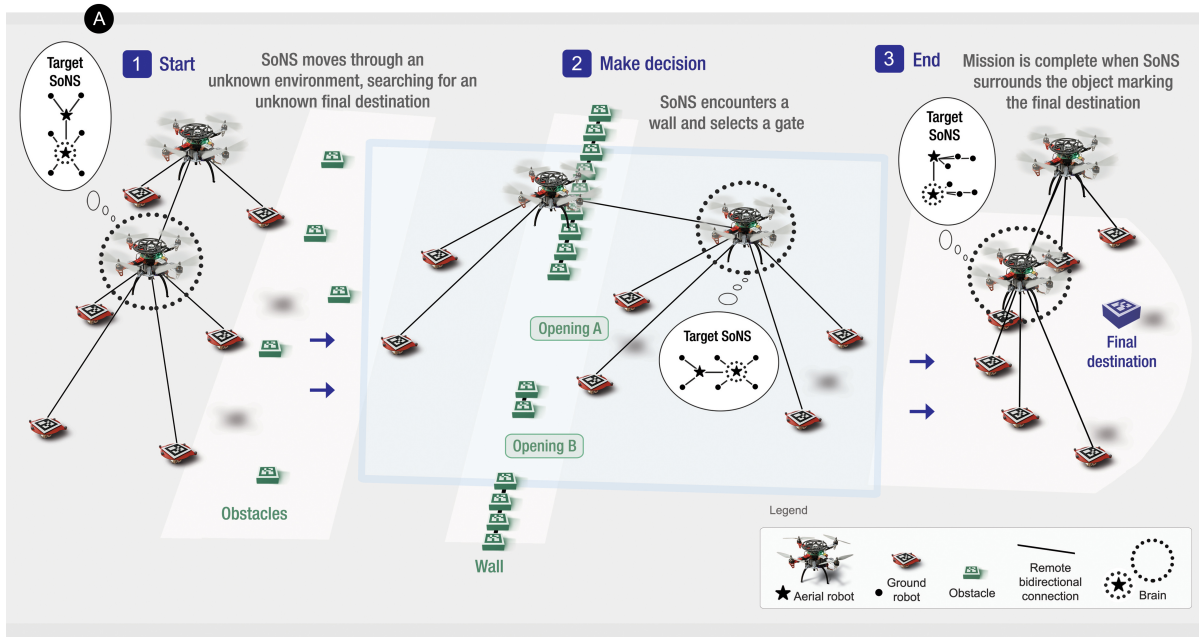 A
1 Start
Target
SoNS
SoNS moves through an
unknown environment, searching for an
unknown final destination
Obstacles
2 Make decision
SoNS encounters a
wall and selects a gate
Opening A
Target SoNS
Opening B
Wall
3 End
Mission is complete when SoNS
surrounds the object marking
the final destination
Target
SoNS
Final
destination
Legend
Aerial robot
Ground
robot
Obstacle
Remote
bidirectional
connection
Brain